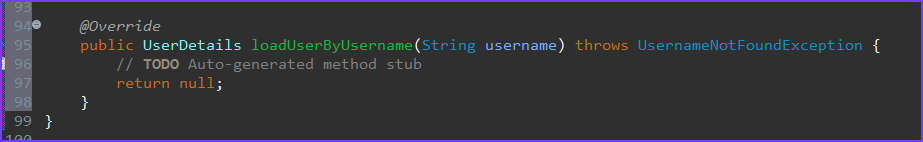 93
94 @Override
95 public UserDetails loadUserByUsername(String username) throws UsernameNotFoundException {
96 // TODO Auto-generated method stub
97 return null;
98 }
99 }
100